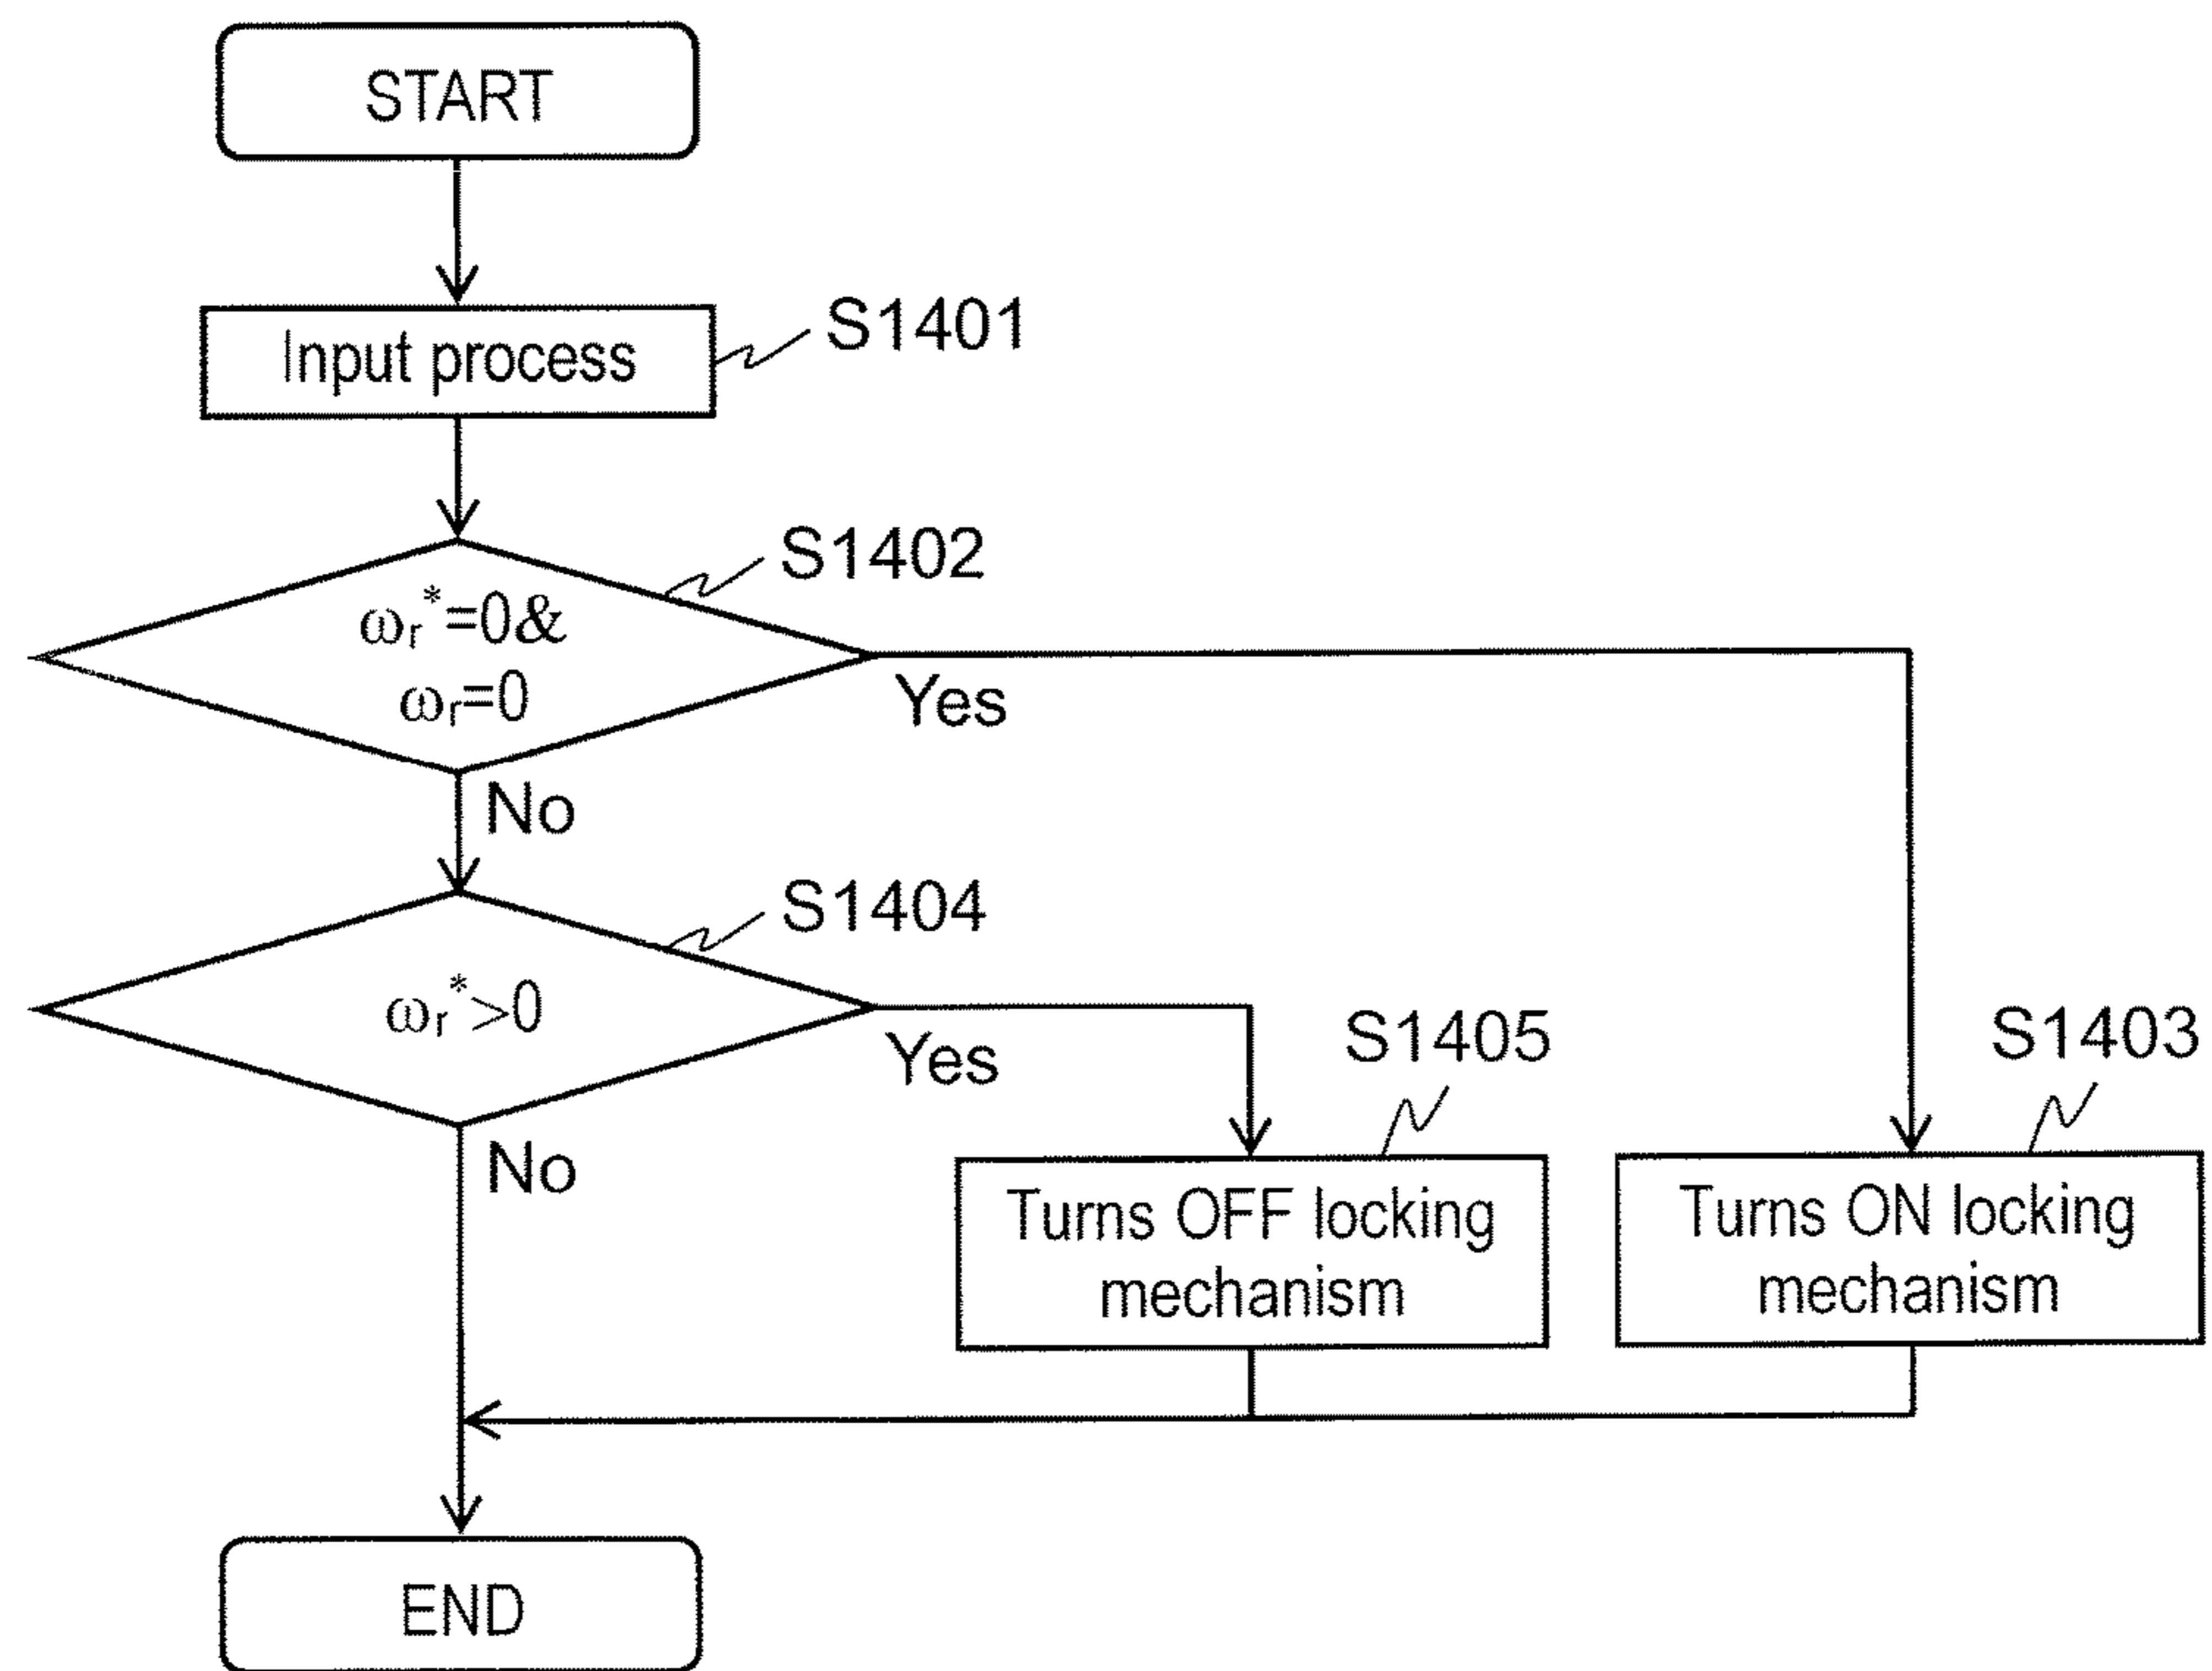 START
Input process
S1401
ωr*=0&
ωr=0
S1402
Yes
No
ωr*>0
S1404
Yes
No
S1405
Turns OFF locking
mechanism
S1403
Turns ON locking
mechanism
END